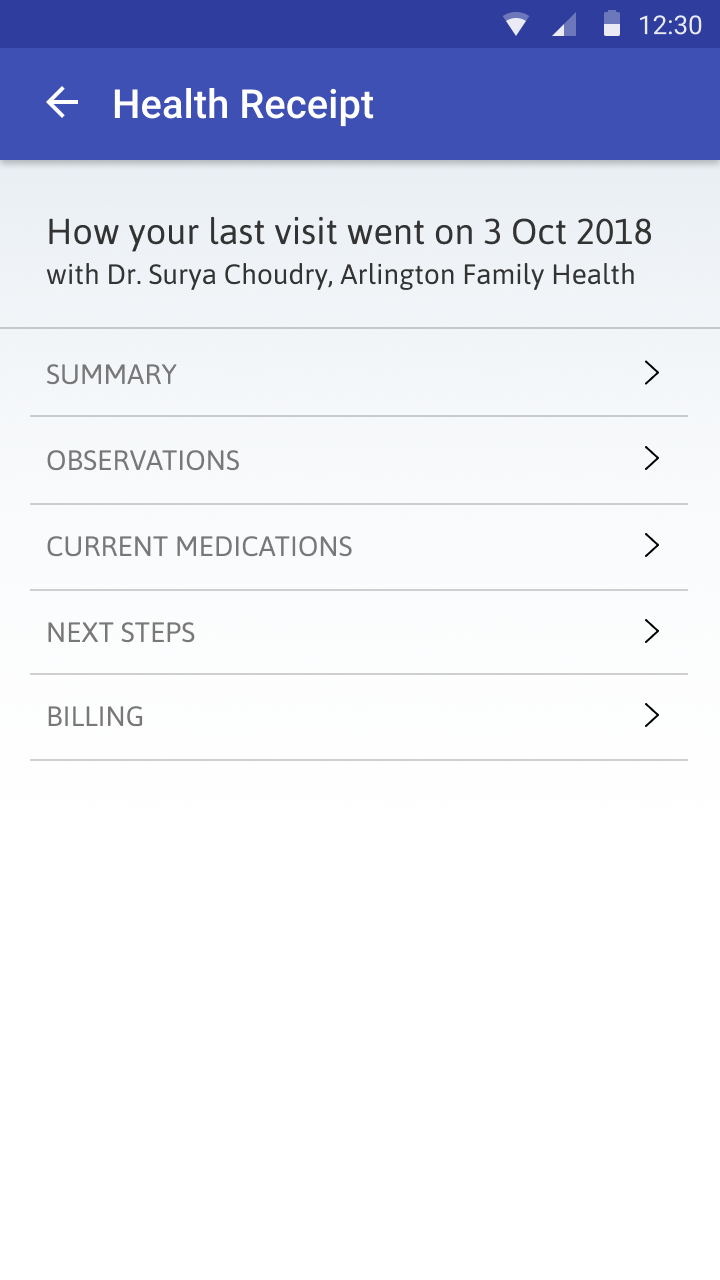 12:30
Health Receipt
How your last visit went on 3 Oct 2018
with Dr. Surya Choudry, Arlington Family Health
SUMMARY
OBSERVATIONS
CURRENT MEDICATIONS
NEXT STEPS
BILLING